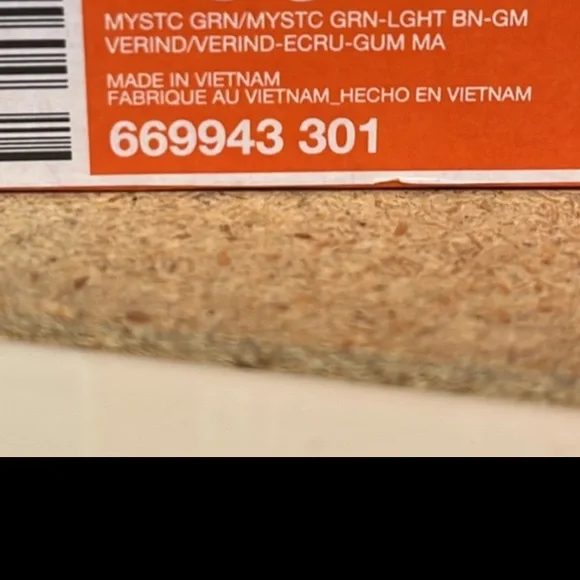 MYSTC GRN/MYSTC GRN-LGHT BN-GM
VERIND/VERIND-ECRU-GUM MA
MADE IN VIETNAM
FABRIQUE AU VIETNAM_HECHO EN VIETNAM
669943 301